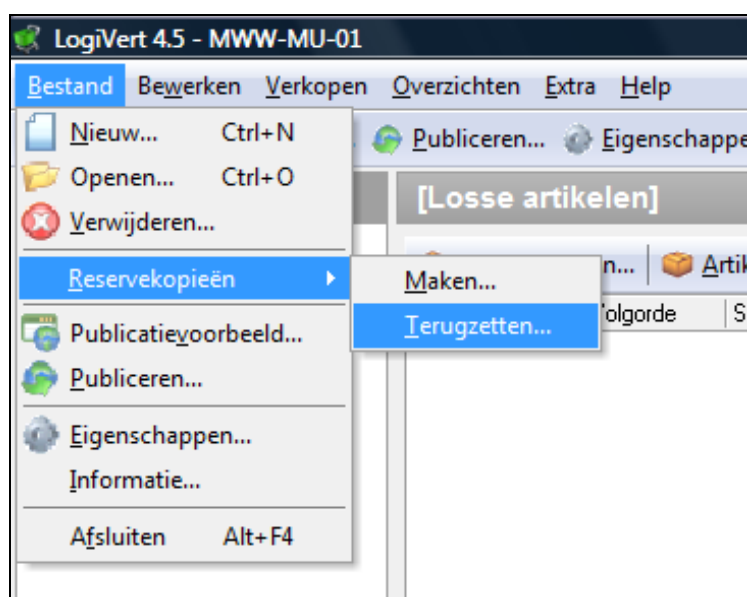 LogiVert 4.5 - MWW-MU-01
Bestand Bewerken Verkopen Overzichten Extra Help
Publiceren...
Nieuw... Ctrl+N
Openen... Ctrl+O
Verwijderen...
Reservekopieën
Publicatievoorbeeld...
Publiceren...
Eigenschappen...
Informatie...
Afsluiten Alt+F4
[Losse artikelen]
Maken...
Terugzetten...